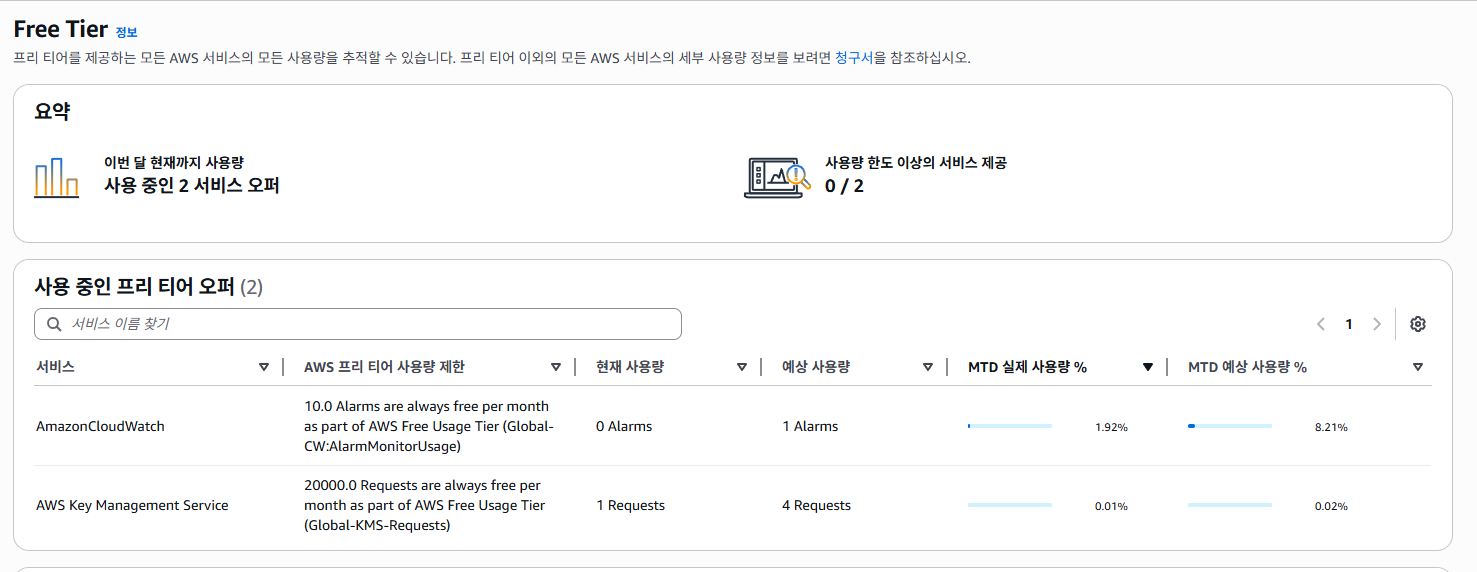 Free Tier 정보
프리 티어를 제공하는 모든 AWS 서비스의 모든 사용량을 추적할 수 있습니다. 프리 티어 이외의 모든 AWS 서비스의 세부 사용량 정보를 보려면 청구서를 참조하십시오.
요약
이번 달 현재까지 사용량
사용 중인 2 서비스 오퍼
사용량 한도 이상의 서비스 제공
0 / 2
사용 중인 프리 티어 오퍼 (2)
서비스 이름 찾기
1
서비스
AWS 프리 티어 사용량 제한
현재 사용량
예상 사용량
MTD 실제 사용량 %
MTD 예상 사용량 %
AmazonCloudWatch
10.0 Alarms are always free per month
as part of AWS Free Usage Tier (Global-
CW:AlarmMonitorUsage)
0 Alarms
1 Alarms
1.92%
8.21%
AWS Key Management Service
20000.0 Requests are always free per
month as part of AWS Free Usage Tier
(Global-KMS-Requests)
1 Requests
4 Requests
0.01%
0.02%